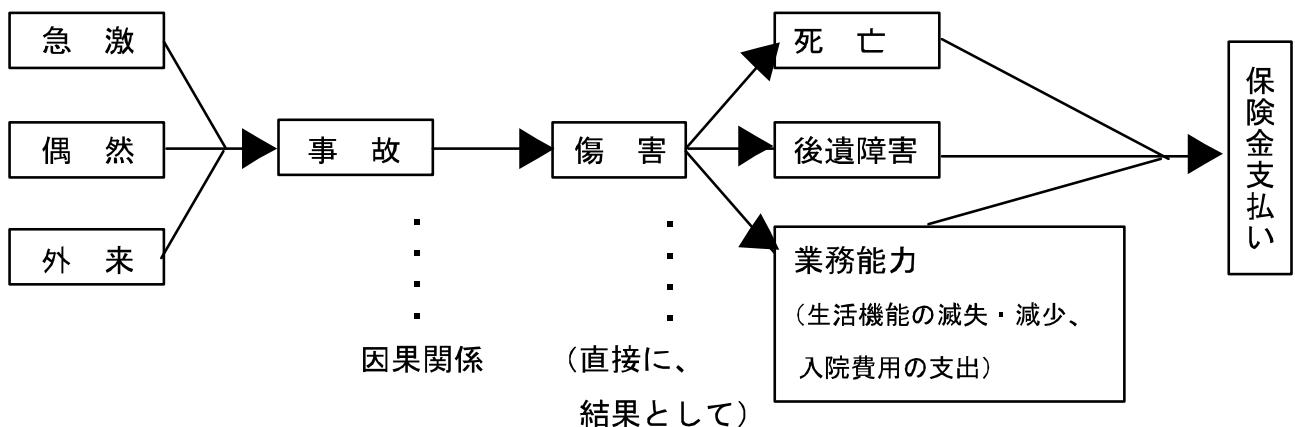 急 激
偶 然
外 来
事 故
傷 害
死 亡
後遺障害
業務能力
(生活機能の滅失・減少、
入院費用の支出)
保険金支払い
因果関係
(直接に、
結果として)